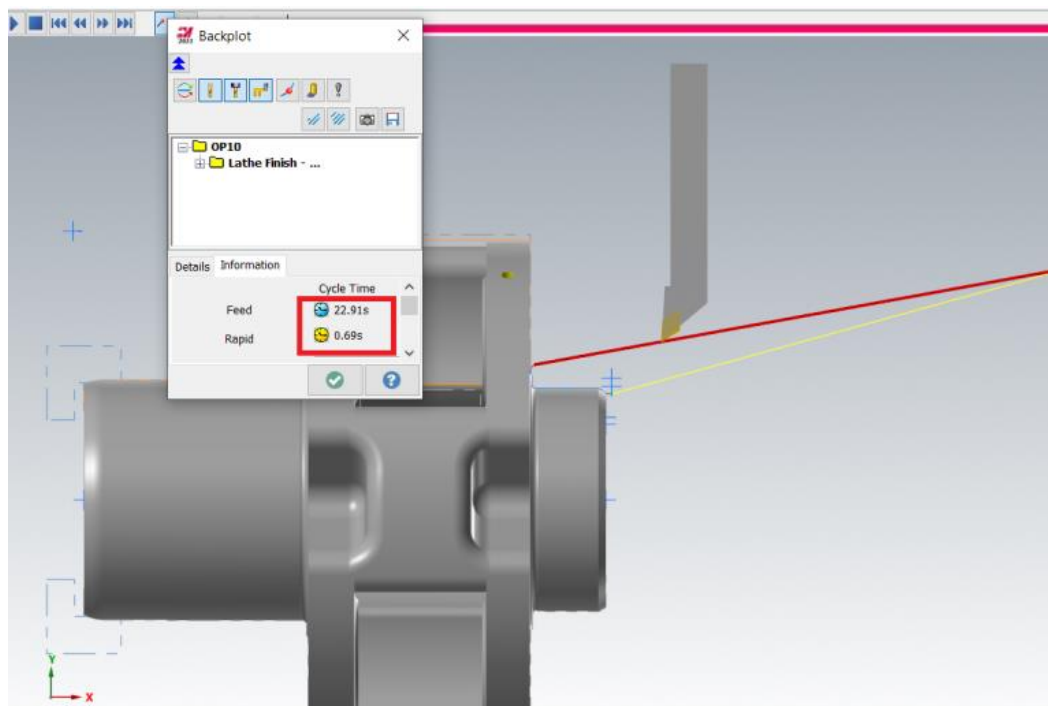 Backplot
OP10
Lathe Finish - ...
Details Information
Cycle Time
Feed 22.91s
Rapid 0.69s
Y
X